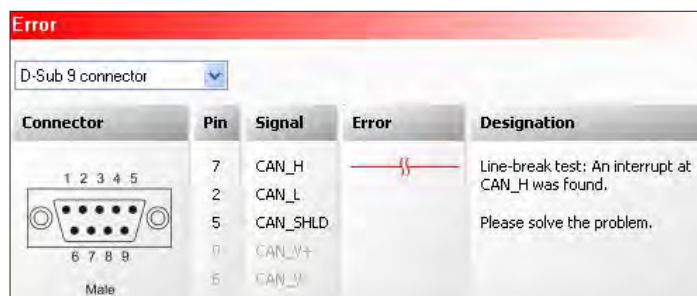 Error
D-Sub 9 connector
Connector Pin Signal Error Designation
7 CAN_H Line-break test: An interrupt at
CAN_H was found.
1 2 3 4 5
2 CAN_L
5 CAN_SHLD Please solve the problem.
CAN_V+
6 7 8 9
6
Male